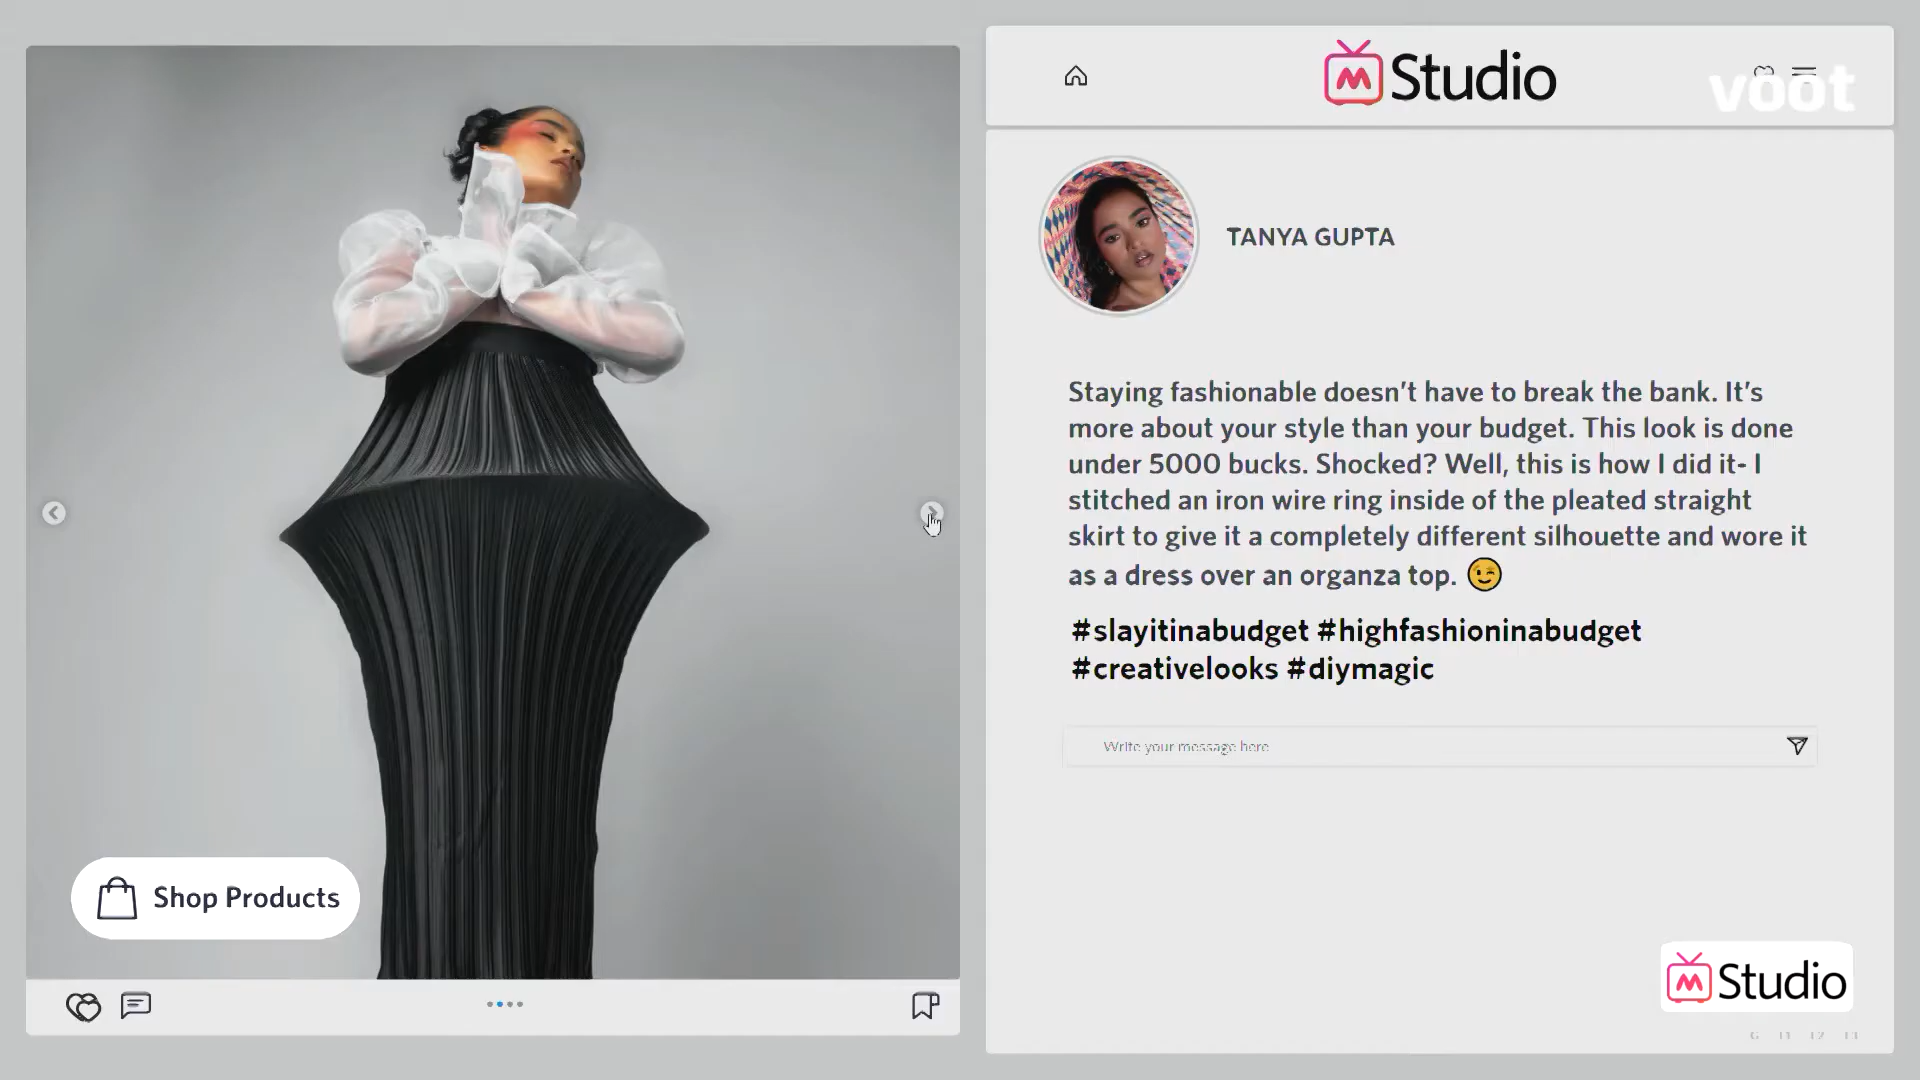 Studio
voot
TANYA GUPTA
Staying fashionable doesn't have to break the bank. It's
more about your style than your budget. This look is done
under 5000 bucks. Shocked? Well, this is how I did it- I
stitched an iron wire ring inside of the pleated straight
skirt to give it a completely different silhouette and wore it
as a dress over an organza top. 😉
#slayitinabudget #highfashioninabudget
#creativelooks #diymagic
Write your message here
Shop Products
Studio